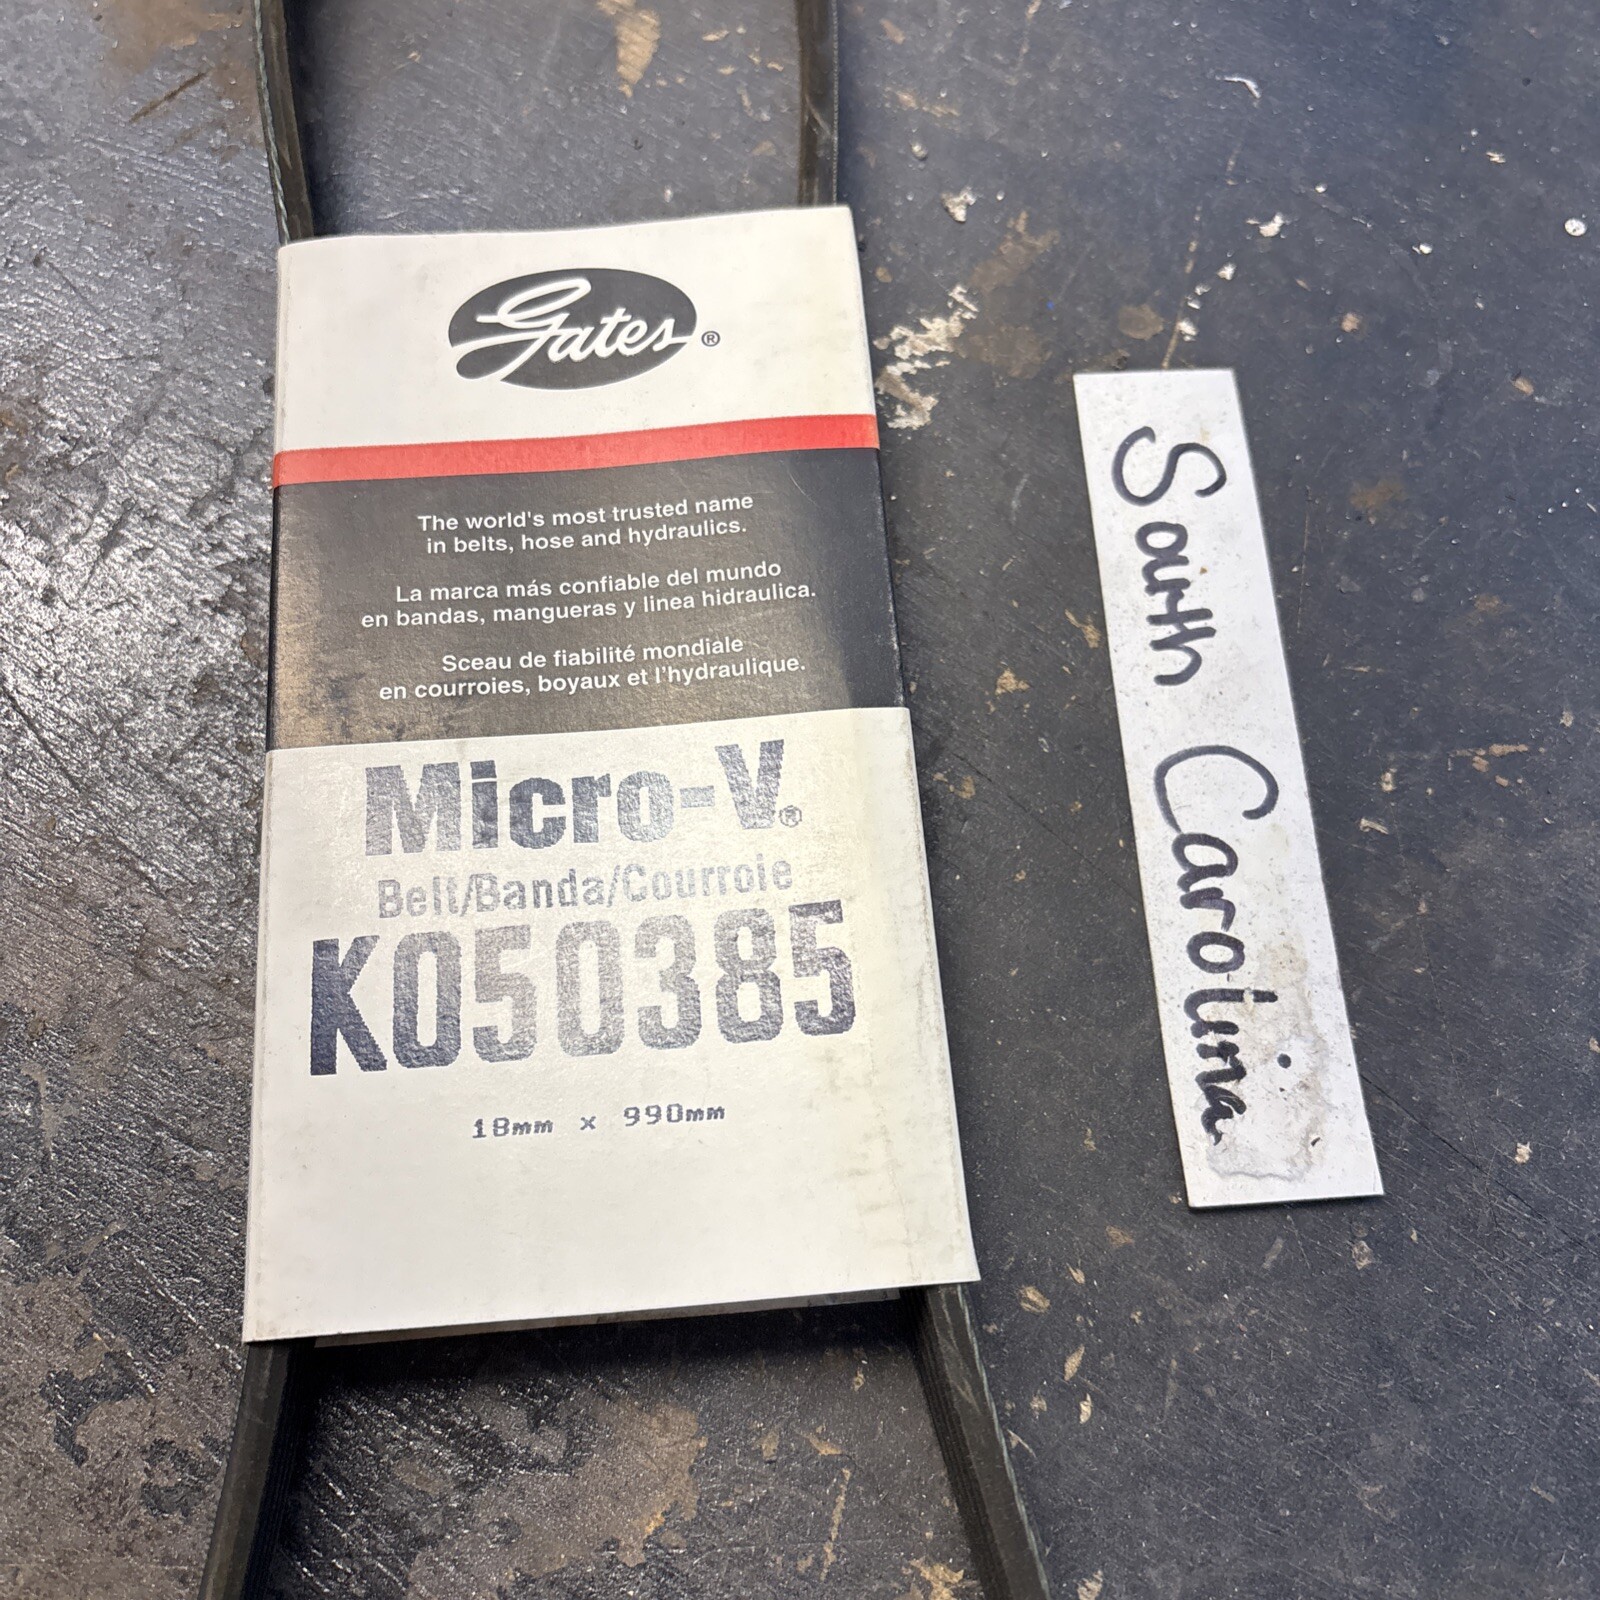 Gates®
The world's most trusted name
in belts, hose and hydraulics.
La marca más confiable del mundo
en bandas, mangueras y linea hidraulica.
Sceau de fiabilité mondiale
en courroies, boyaux et l'hydraulique.
Micro-V®
Belt/Banda/Courroie
K050385
18mm x 990mm
South Carolina